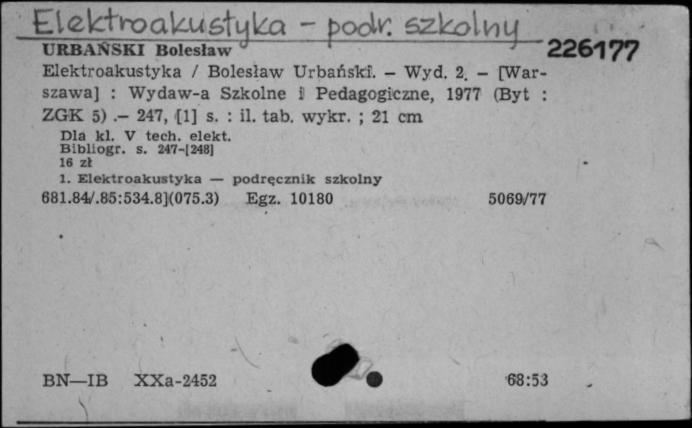 Elektroakustyka - podr. szkolny
URBAŃSKI Bolesław
226177
Elektroakustyka / Bolesław Urbański. — Wyd. 2. — [War-
szawa] : Wydaw-a Szkolne i Pedagogiczne, 1977 (Byt :
ZGK 5) .— 247, [1] s. : il. tab. wykr. ; 21 cm
Dla kl. V tech. elekt.
Bibliogr. s. 247-[248]
16 zł
1. Elektroakustyka — podręcznik szkolny
681.84/.85:534.8](075.3) Egz. 10180 5069/77
BN—IB XXa-2452 68:53